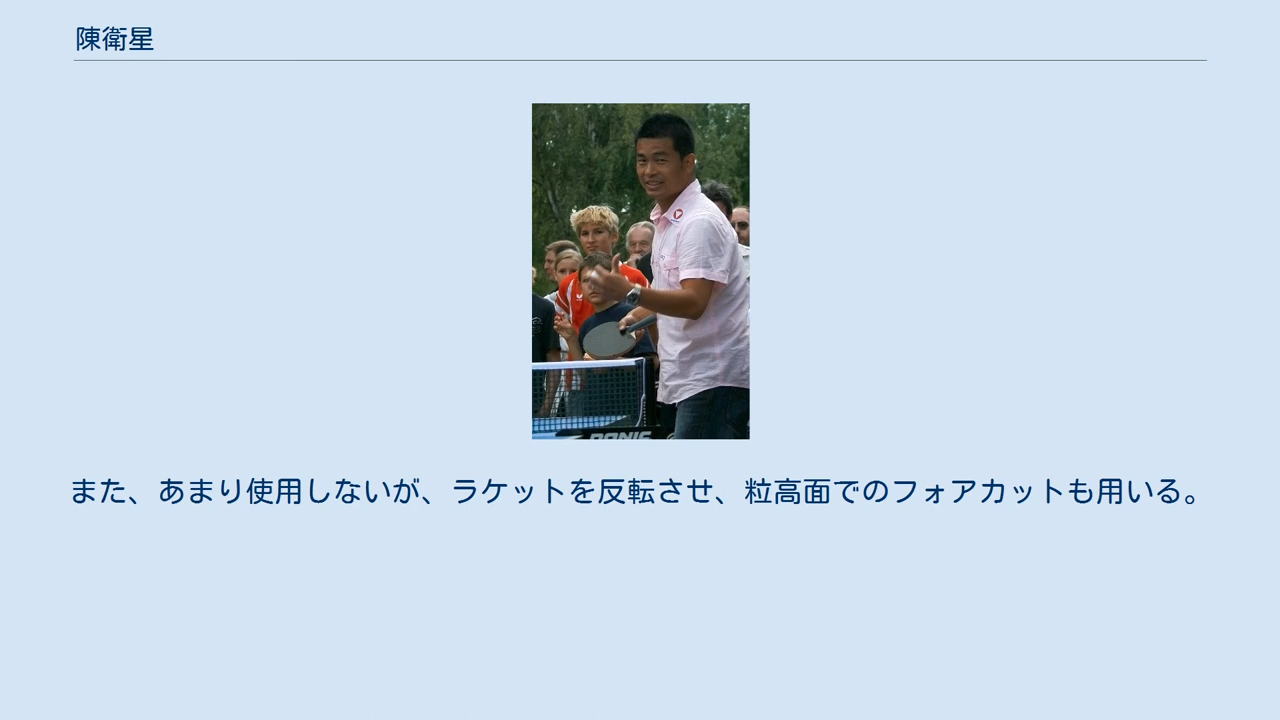 陳衛星
DONIC
また、あまり使用しないが、ラケットを反転させ、粒高面でのフォアカットも用いる。